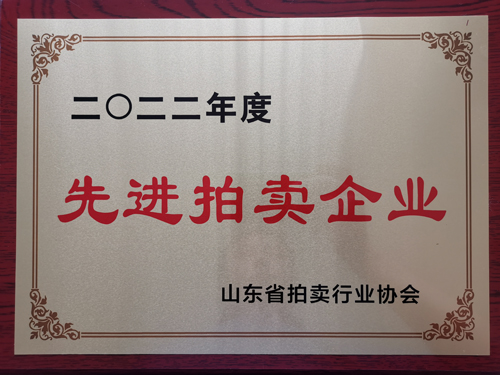 二〇二二年度
先进拍卖企业
山东省拍卖行业协会